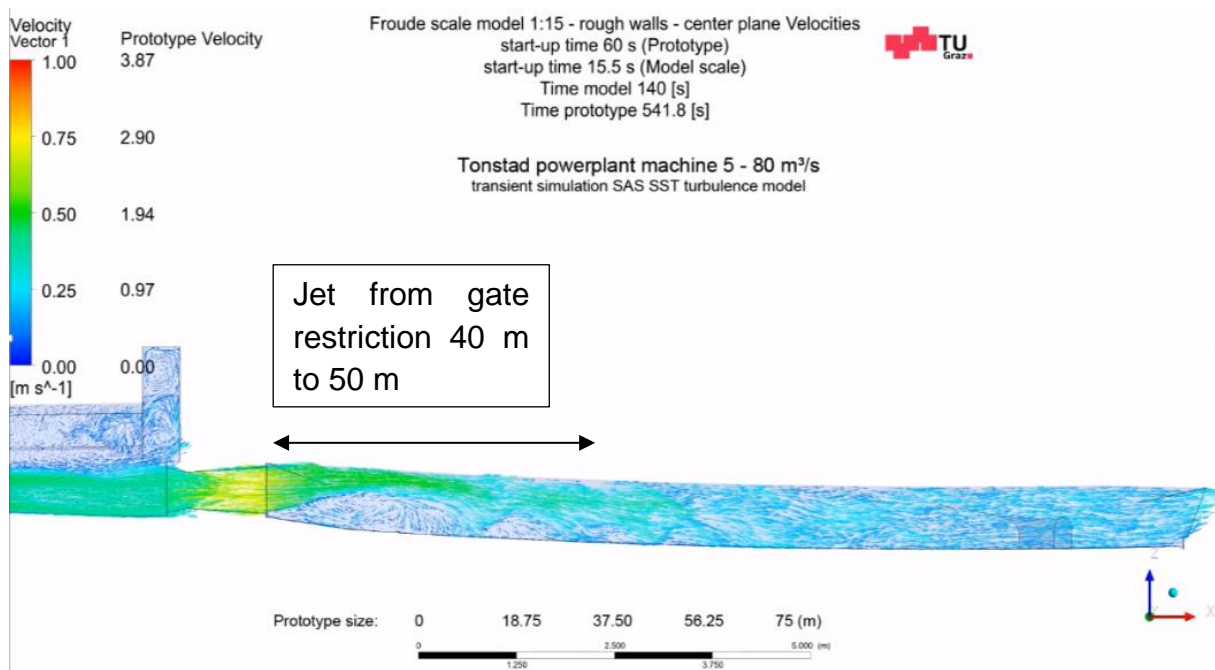 Velocity
Vector 1
Prototype Velocity
1.00
3.87
0.75
2.90
0.50
1.94
0.25
0.97
0.00
0.00
[m s^-1]
Froude scale model 1:15 - rough walls - center plane Velocities
start-up time 60 s (Prototype)
start-up time 15.5 s (Model scale)
Time model 140 [s]
Time prototype 541.8 [s]
TU
Graz
Tonstad powerplant machine 5 - 80 m³/s
transient simulation SAS SST turbulence model
Jet from gate
restriction 40 m
to 50 m
Z
X
Prototype size: 0 18.75 37.50 56.25 75 (m)
0 2.500 5.000 (m)
1.250 3.750